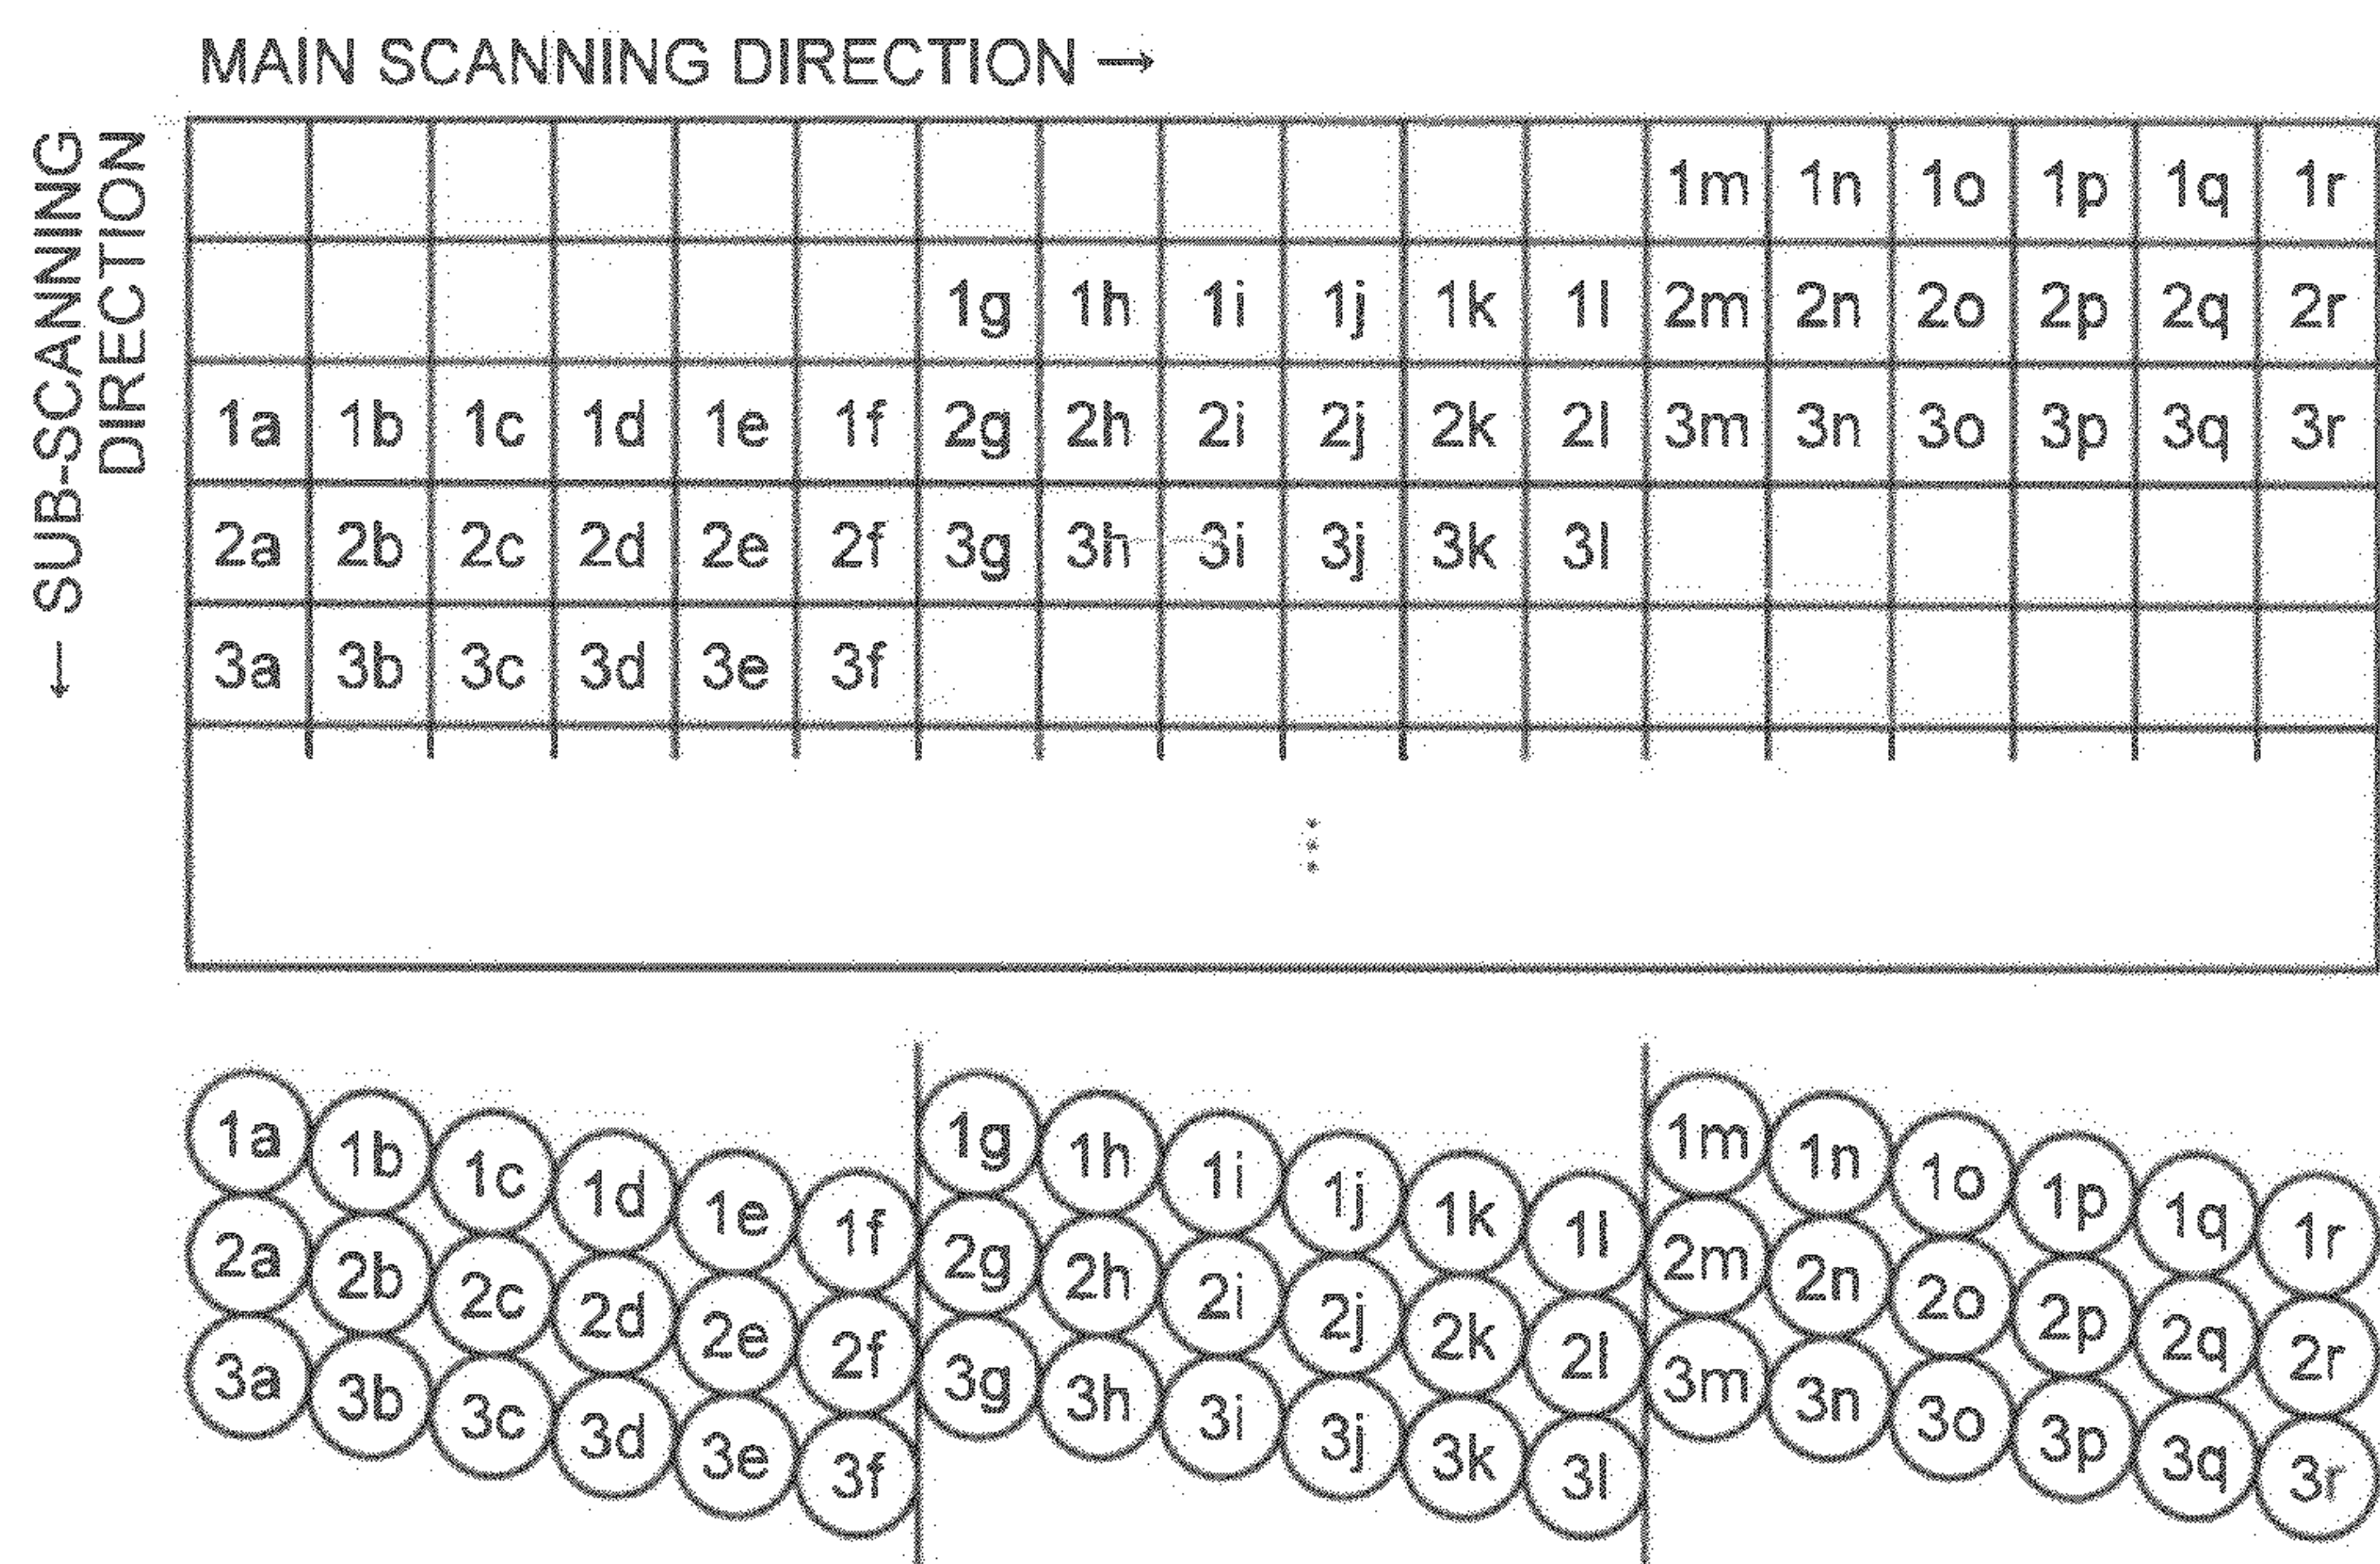 MAIN SCANNING DIRECTION →
← SUB-SCANNING
DIRECTION
1m 1n 1o 1p 1q 1r
1g 1h 1i 1j 1k 1l 2m 2n 2o 2p 2q 2r
1a 1b 1c 1d 1e 1f 2g 2h 2i 2j 2k 2l 3m 3n 3o 3p 3q 3r
2a 2b 2c 2d 2e 2f 3g 3h 3i 3j 3k 3l
3a 3b 3c 3d 3e 3f
1a 1b 1c 1d 1e 1f 1g 1h 1i 1j 1k 1l 1m 1n 1o 1p 1q 1r
2a 2b 2c 2d 2e 2f 2g 2h 2i 2j 2k 2l 2m 2n 2o 2p 2q 2r
3a 3b 3c 3d 3e 3f 3g 3h 3i 3j 3k 3l 3m 3n 3o 3p 3q 3r